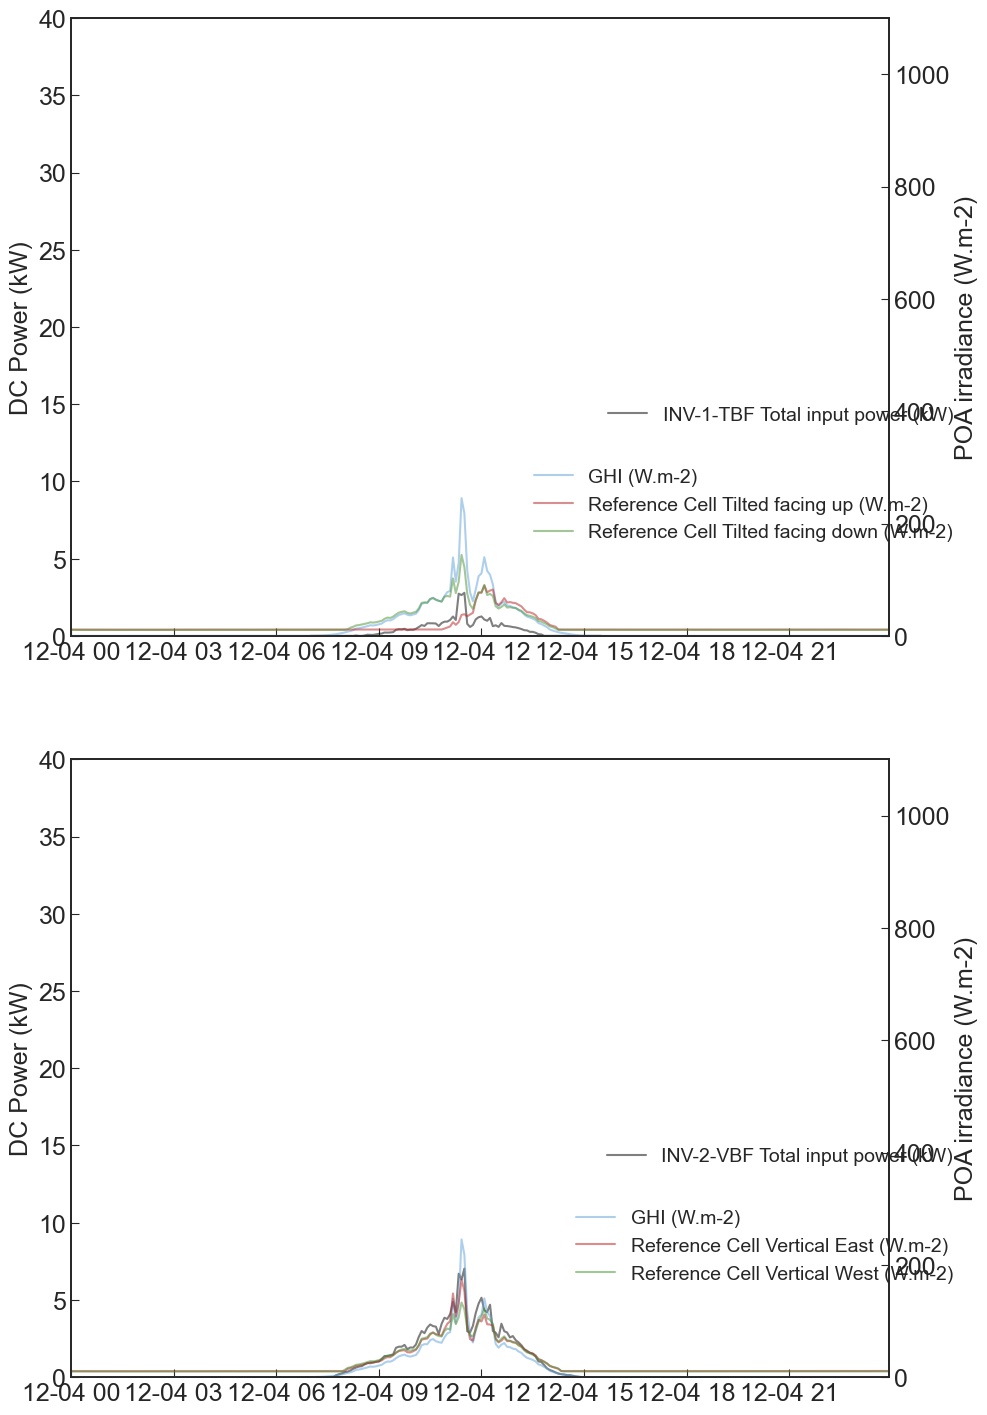 40
35
30
25
20
15
10
5
0
DC Power (kW)
1000
800
600
400
200
0
POA irradiance (W.m-2)
INV-1-TBF Total input power (kW)
GHI (W.m-2)
Reference Cell Tilted facing up (W.m-2)
Reference Cell Tilted facing down (W.m-2)
12-04 00 12-04 03 12-04 06 12-04 09 12-04 12 12-04 15 12-04 18 12-04 21
40
35
30
25
20
15
10
5
0
DC Power (kW)
1000
800
600
400
200
0
POA irradiance (W.m-2)
INV-2-VBF Total input power (kW)
GHI (W.m-2)
Reference Cell Vertical East (W.m-2)
Reference Cell Vertical West (W.m-2)
12-04 00 12-04 03 12-04 06 12-04 09 12-04 12 12-04 15 12-04 18 12-04 21